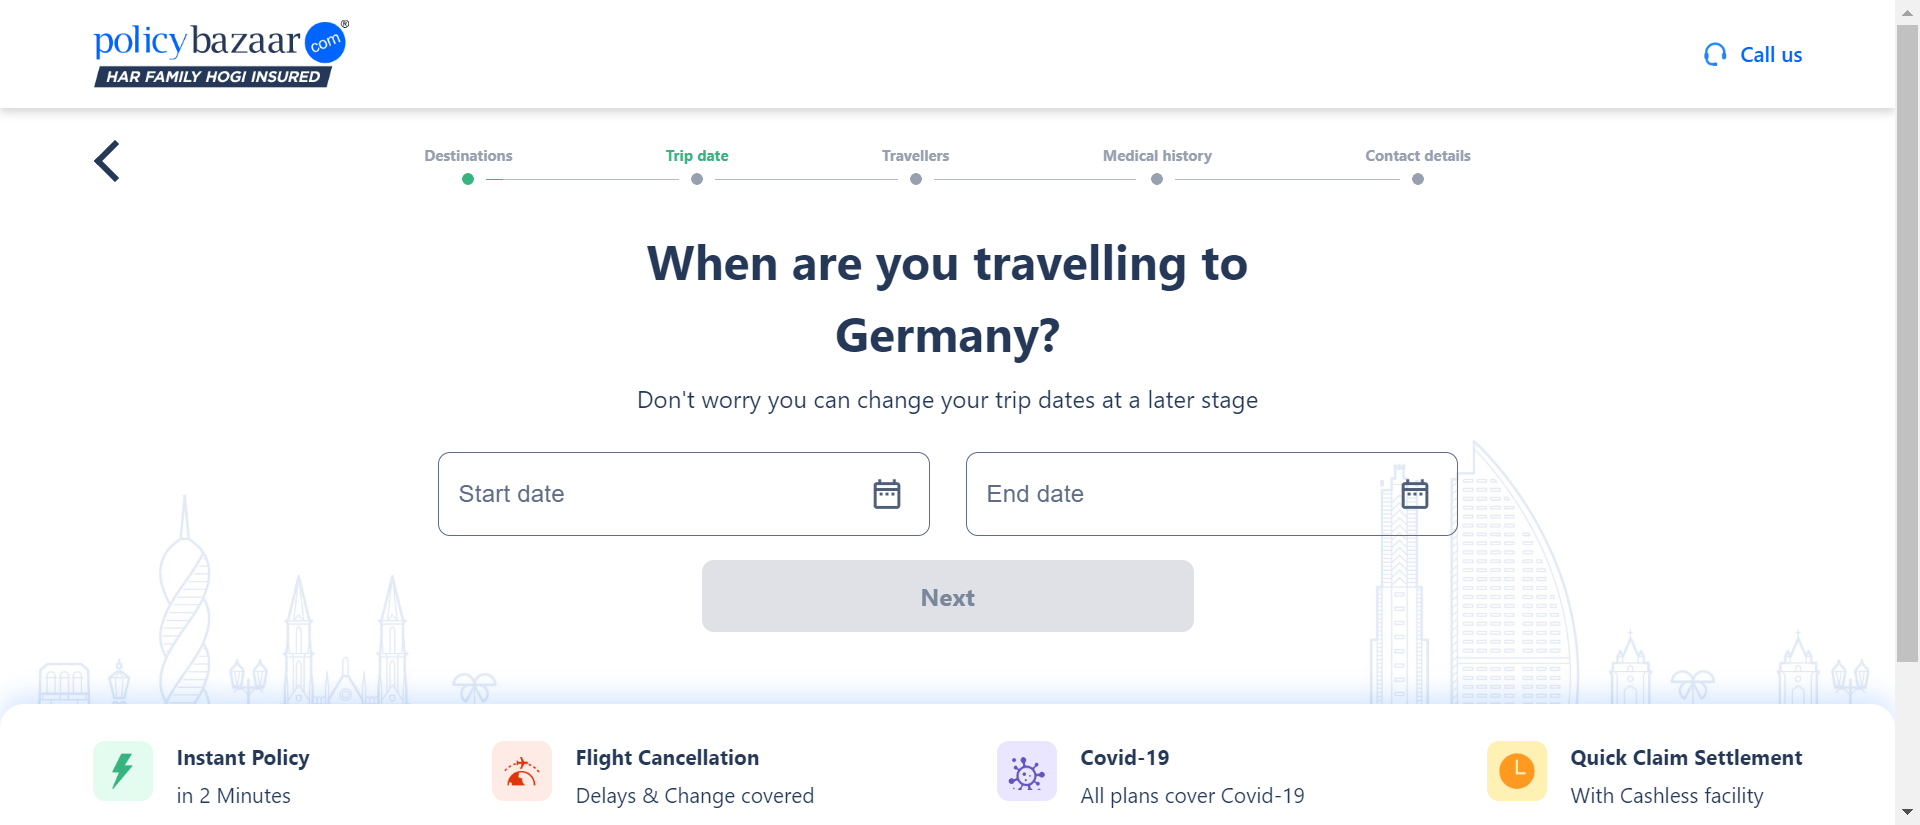 policybazaar com ®
HAR FAMILY HOGI INSURED
Call us
Destinations
Trip date
Travellers
Medical history
Contact details
When are you travelling to
Germany?
Don't worry you can change your trip dates at a later stage
Start date
End date
Next
Instant Policy
in 2 Minutes
Flight Cancellation
Delays & Change covered
Covid-19
All plans cover Covid-19
Quick Claim Settlement
With Cashless facility